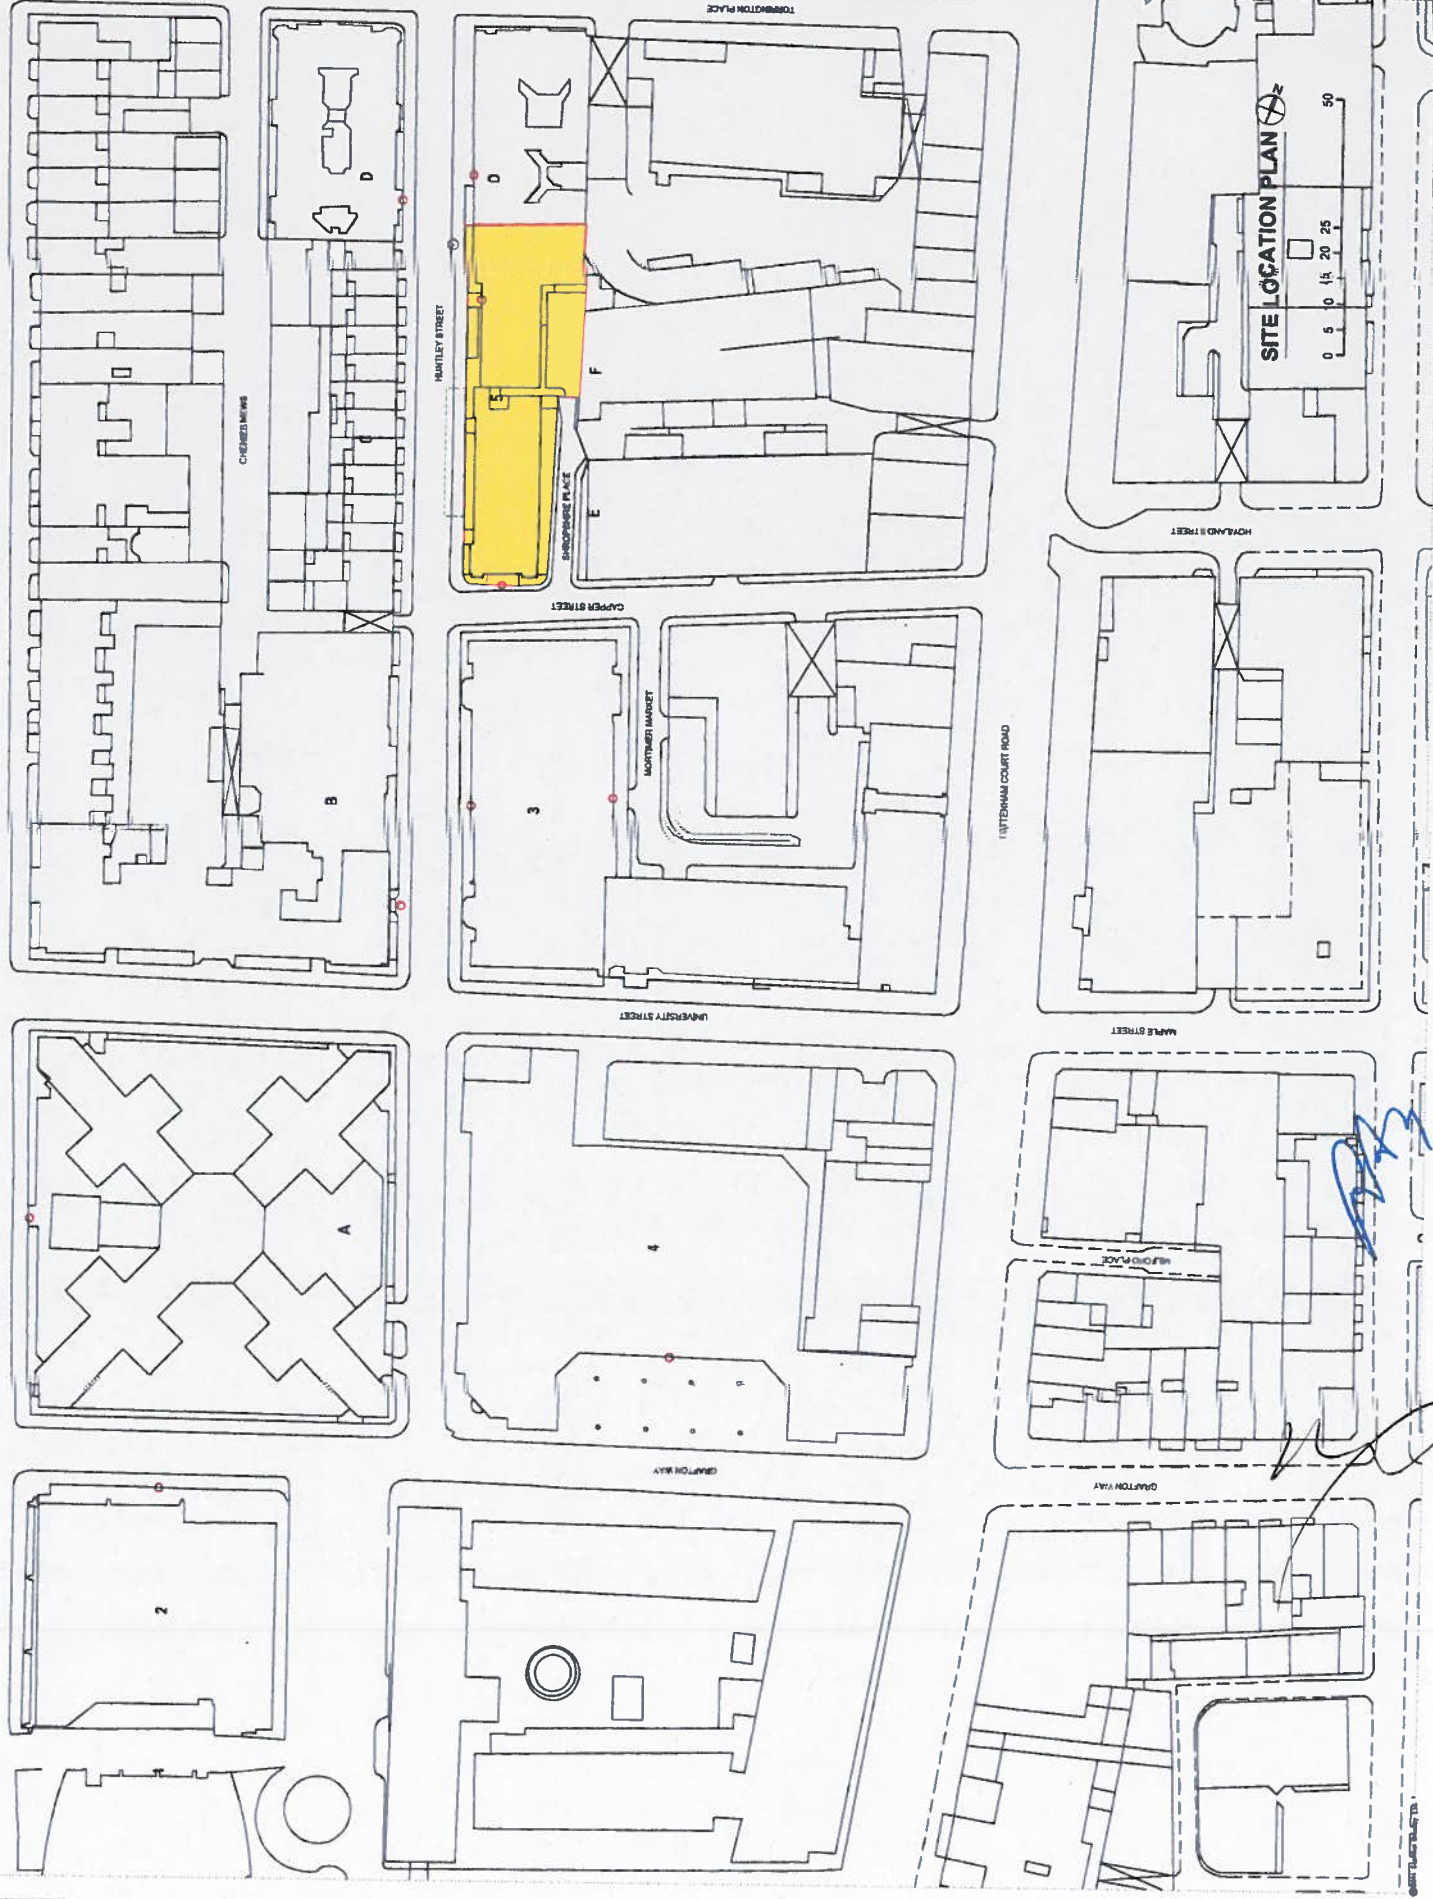 TORRINGTON PLACE
D
D
HUNTLEY STREET
CHENIES MEWS
C
5
F
E
SHROPSHIRE PLACE
CAPPER STREET
B
3
MORTIMER MARKET
TOTTENHAM COURT ROAD
UNIVERSITY STREET
HOWLAND STREET
MAPLE STREET
A
4
MIDFORD PLACE
GRAFTON WAY
GRAFTON WAY
2
SITE LOCATION PLAN
N
0 5 10 15 20 25 50